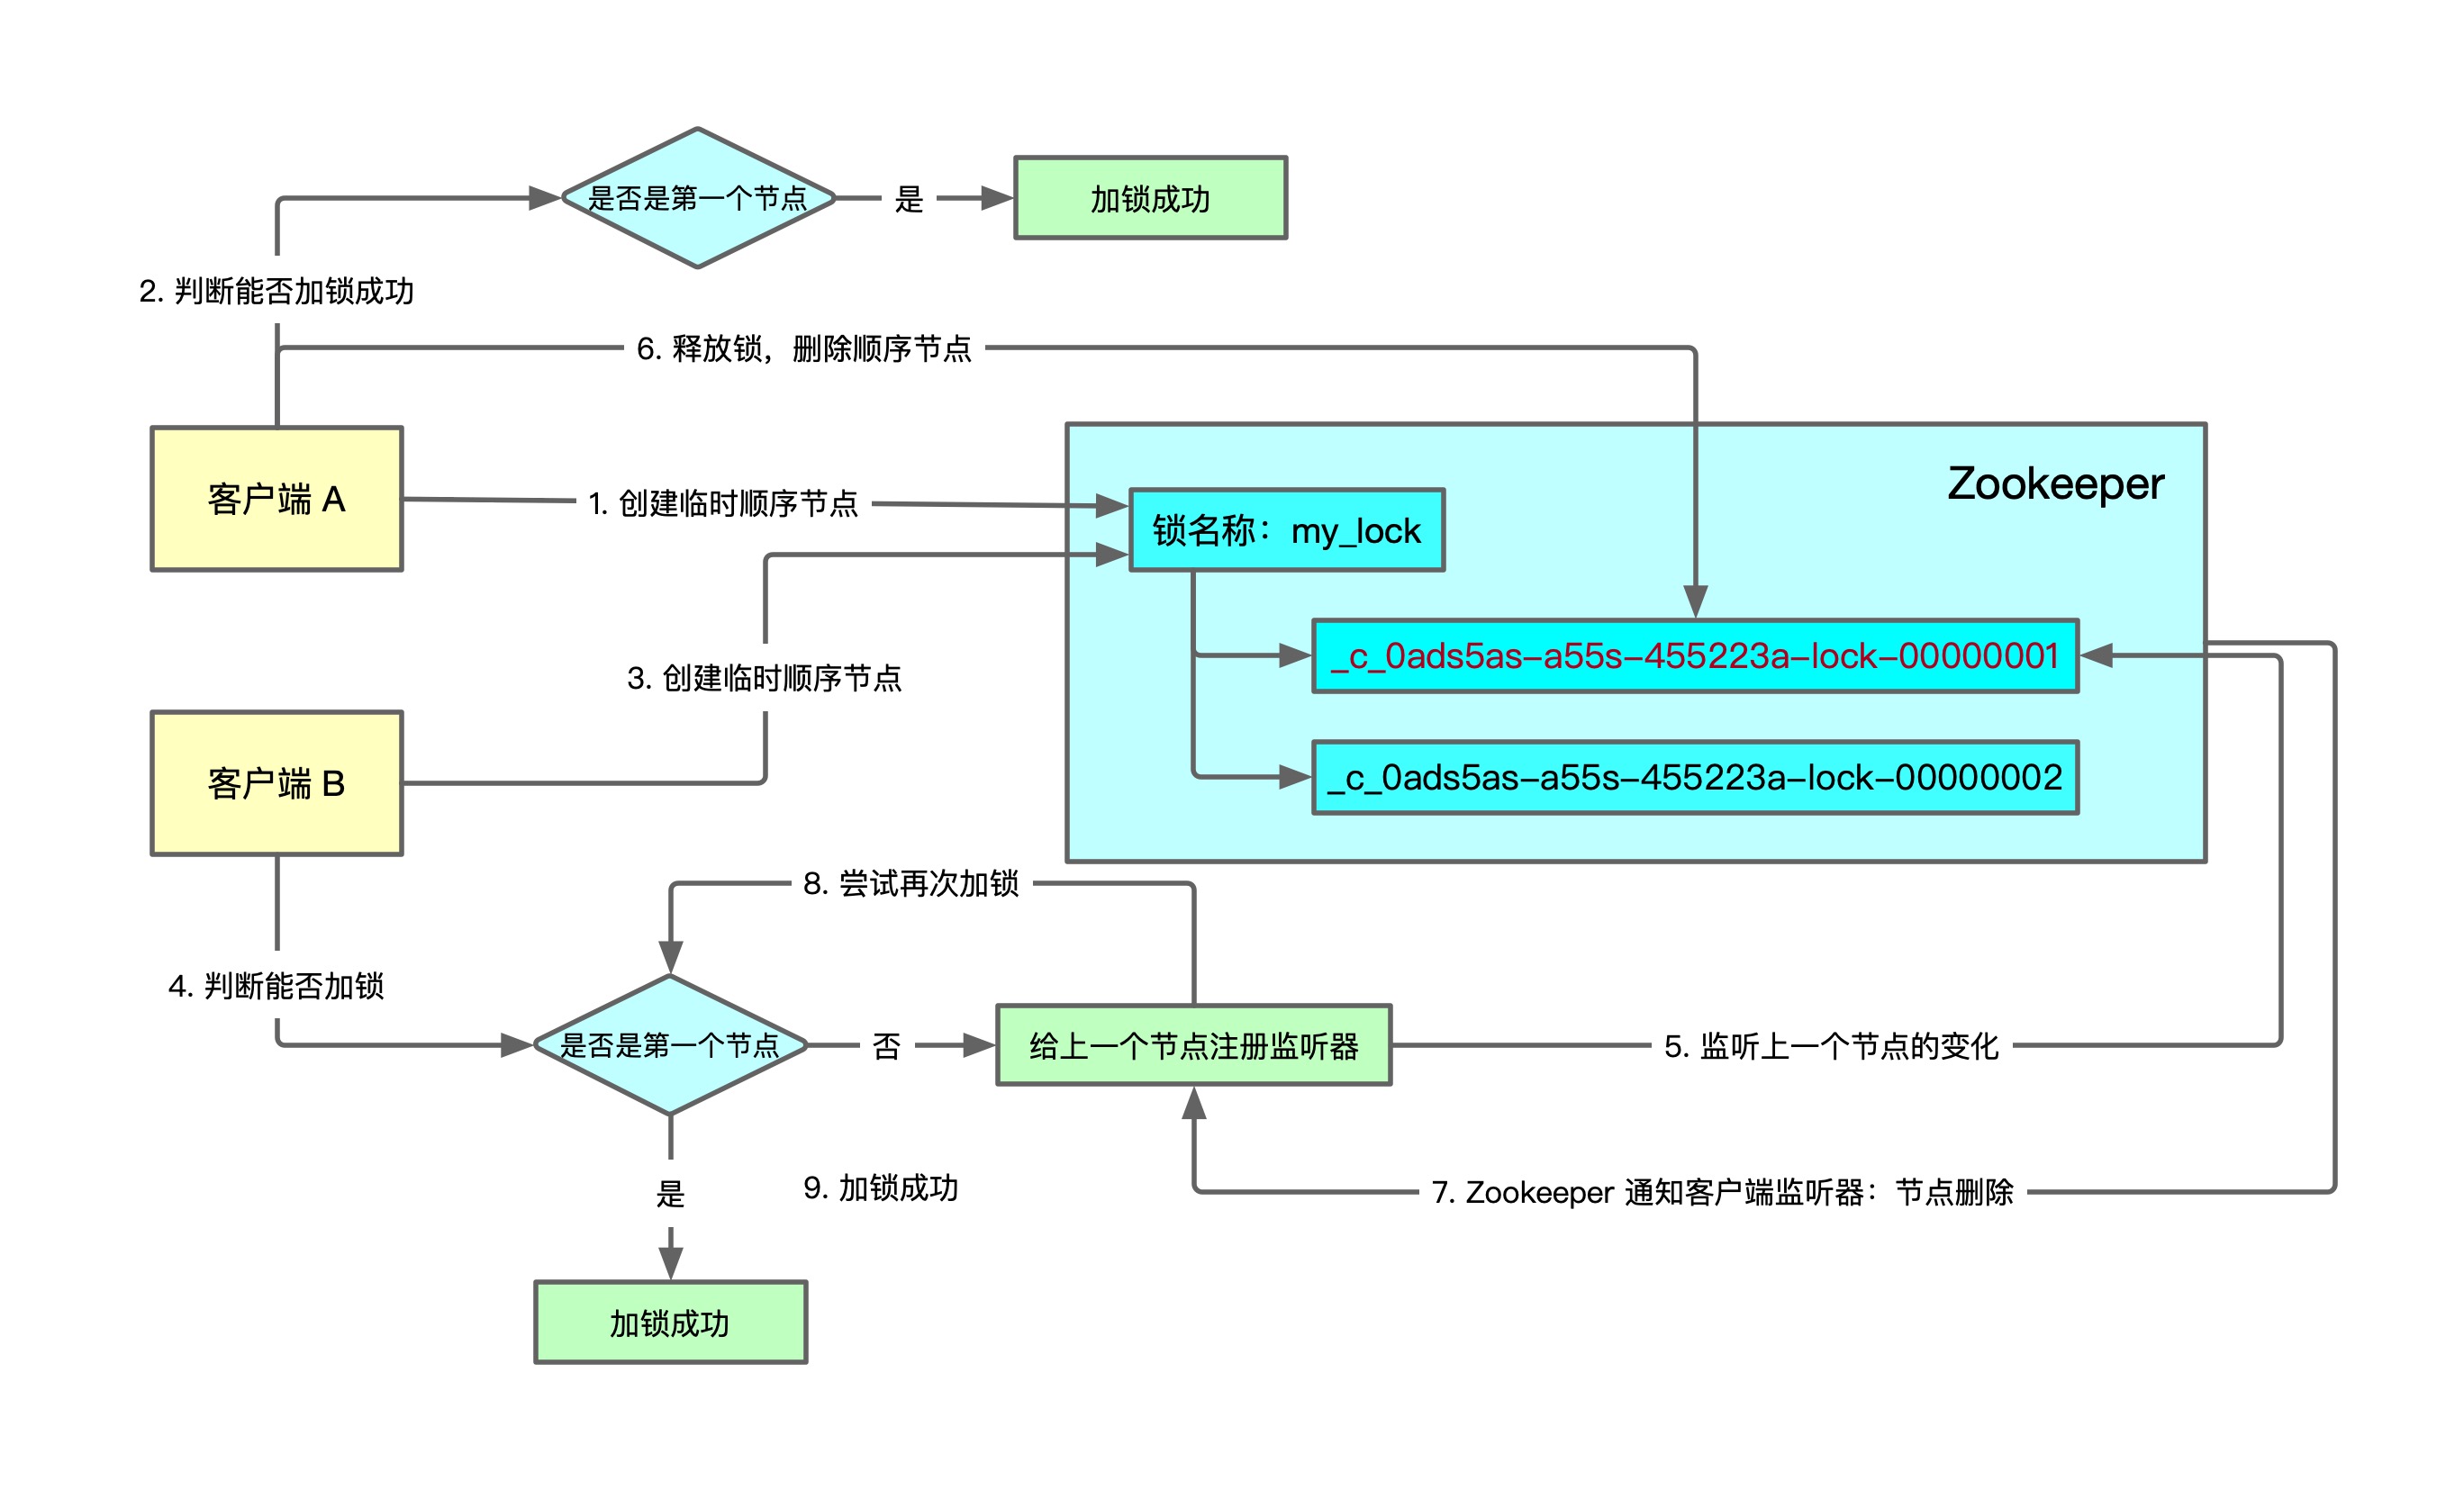 是否是第一个节点
是
加锁成功
2. 判断能否加锁成功
6. 释放锁，删除顺序节点
Zookeeper
客户端 A
1. 创建临时顺序节点
锁名称：my_lock
_c_0ads5as-a55s-455223a-lock-00000001
3. 创建临时顺序节点
客户端 B
_c_0ads5as-a55s-455223a-lock-00000002
8. 尝试再次加锁
4. 判断能否加锁
是否是第一个节点
否
给上一个节点注册监听器
5. 监听上一个节点的变化
是
9. 加锁成功
7. Zookeeper 通知客户端监听器：节点删除
加锁成功